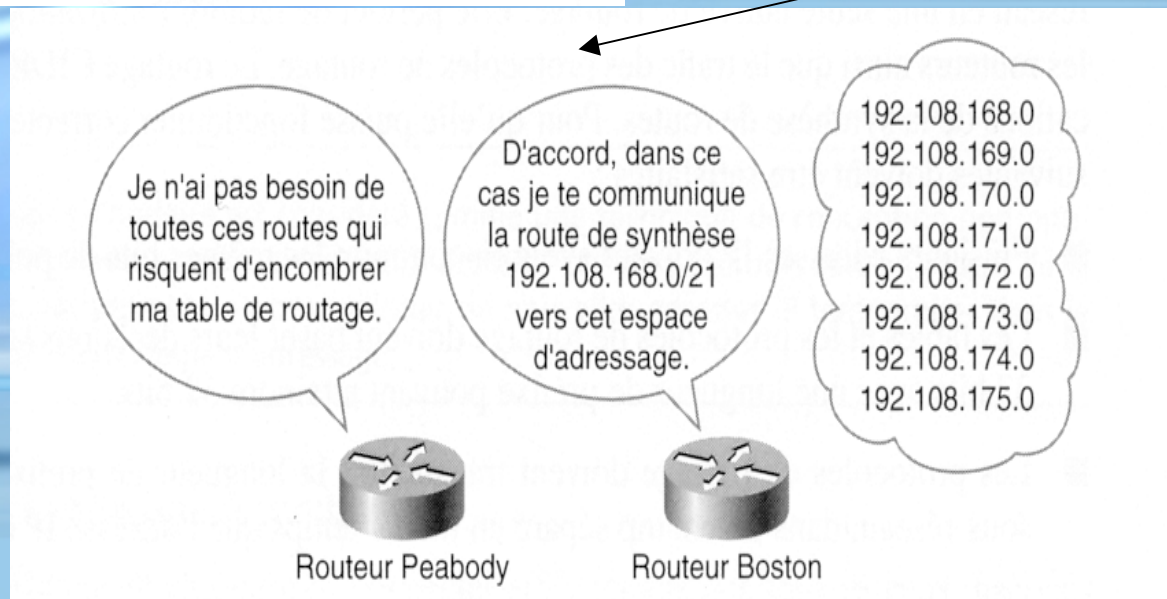 Je n'ai pas besoin de
toutes ces routes qui
risquent d'encombrer
ma table de routage.
D'accord, dans ce
cas je te communique
la route de synthèse
192.108.168.0/21
vers cet espace
d'adressage.
192.108.168.0
192.108.169.0
192.108.170.0
192.108.171.0
192.108.172.0
192.108.173.0
192.108.174.0
192.108.175.0
Routeur Peabody
Routeur Boston